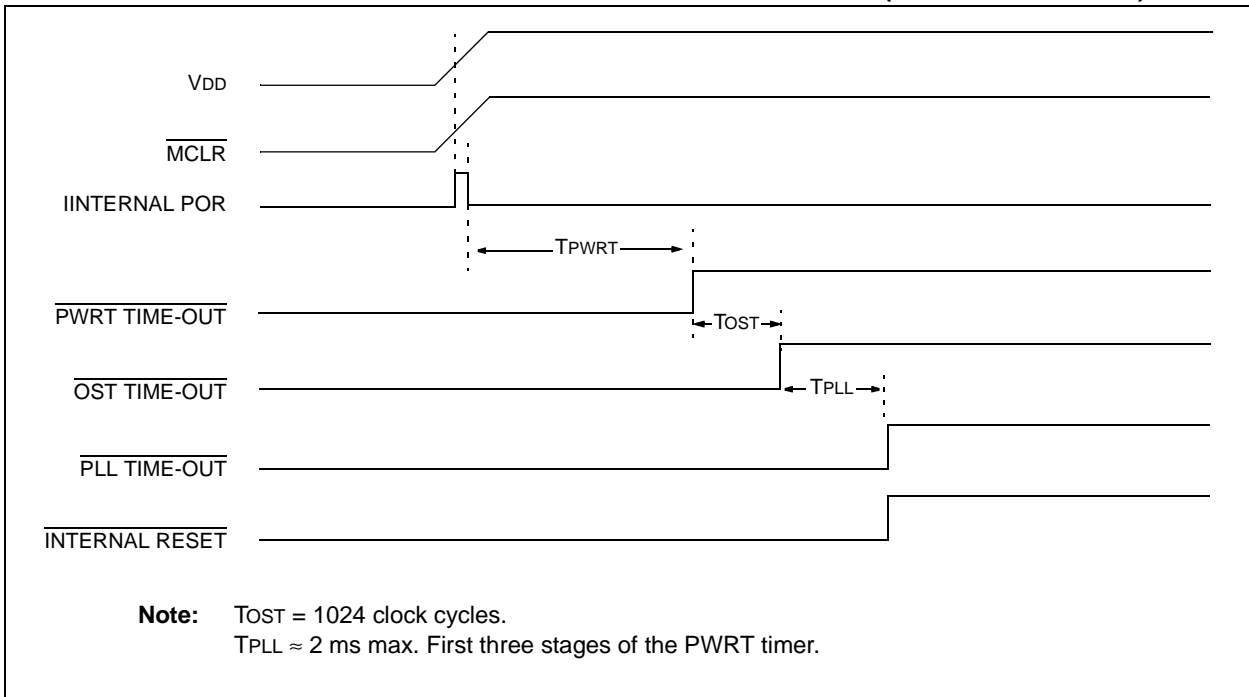 VDD
MCLR
IINTERNAL POR
TPWRT
PWRT TIME-OUT
TOST
OST TIME-OUT
TPLL
PLL TIME-OUT
INTERNAL RESET
Note: TOST = 1024 clock cycles.
TPLL ≈ 2 ms max. First three stages of the PWRT timer.